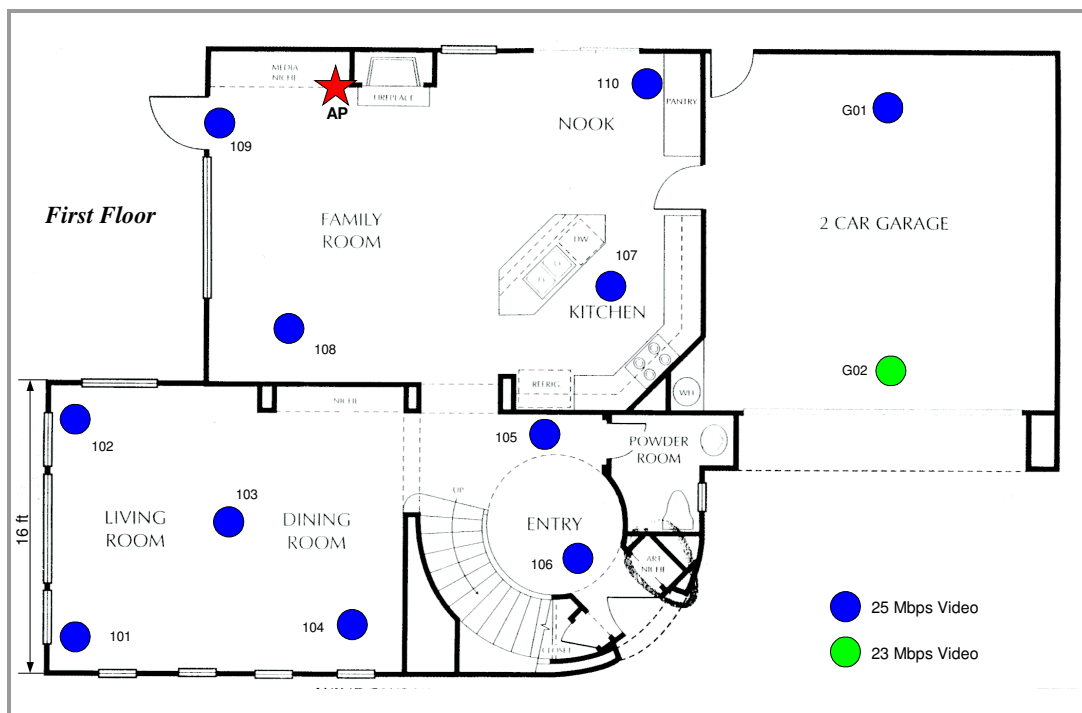 MEDIA
NICHE
AP
FIREPLACE
110
NOOK
PANTRY
G01
109
First Floor
FAMILY
ROOM
2 CAR GARAGE
DW
107
KITCHEN
108
G02
REFRIG
WH
NICHE
102
105
POWDER
ROOM
103
UP
LIVING
ROOM
DINING
ROOM
ENTRY
16 ft
106
ART
NICHE
101
104
CLOSET
25 Mbps Video
23 Mbps Video